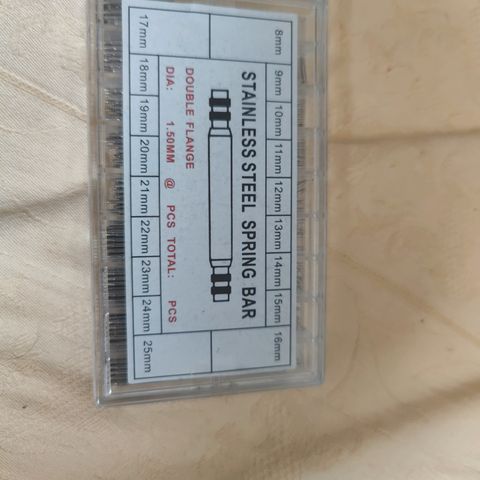 8mm 9mm 10mm 11mm 12mm 13mm 14mm 15mm 16mm
STAINLESS STEEL SPRING BAR
DOUBLE FLANGE
DIA: 1.50MM @ PCS TOTAL: PCS
17mm 18mm 19mm 20mm 21mm 22mm 23mm 24mm 25mm